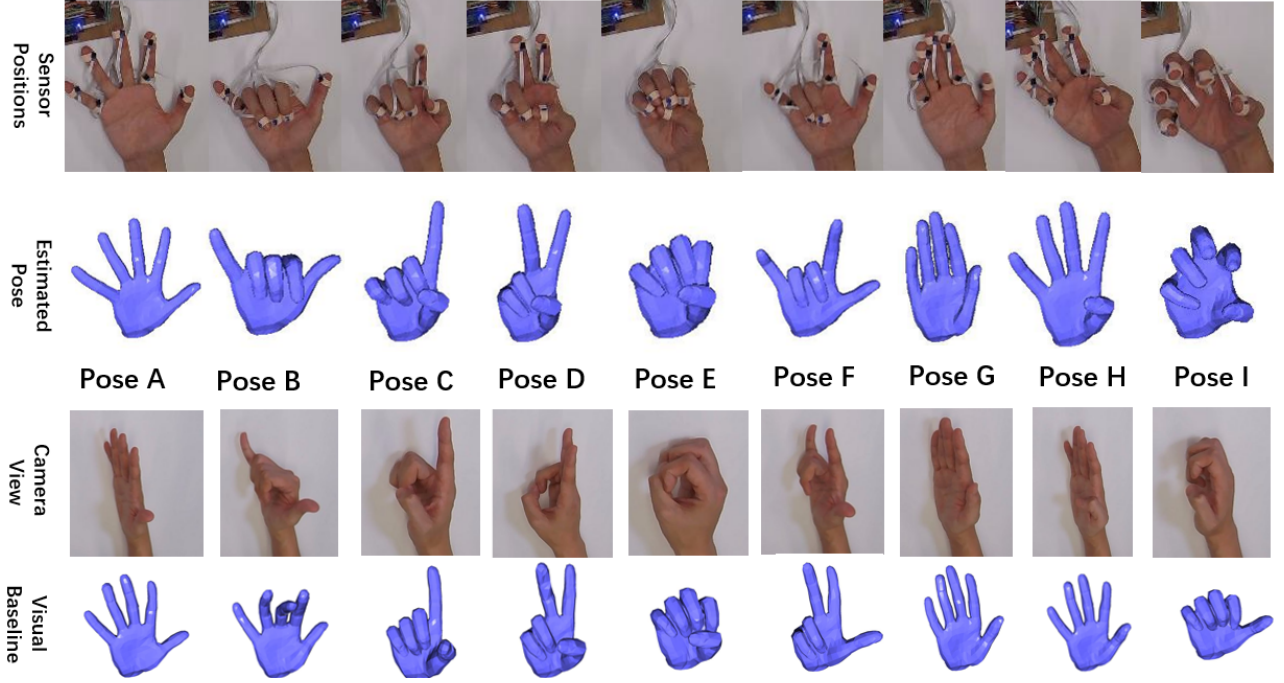 Sensor
Positions
Estimated
Pose
Pose A
Pose B
Pose C
Pose D
Pose E
Pose F
Pose G
Pose H
Pose I
Camera
View
Visual
Baseline